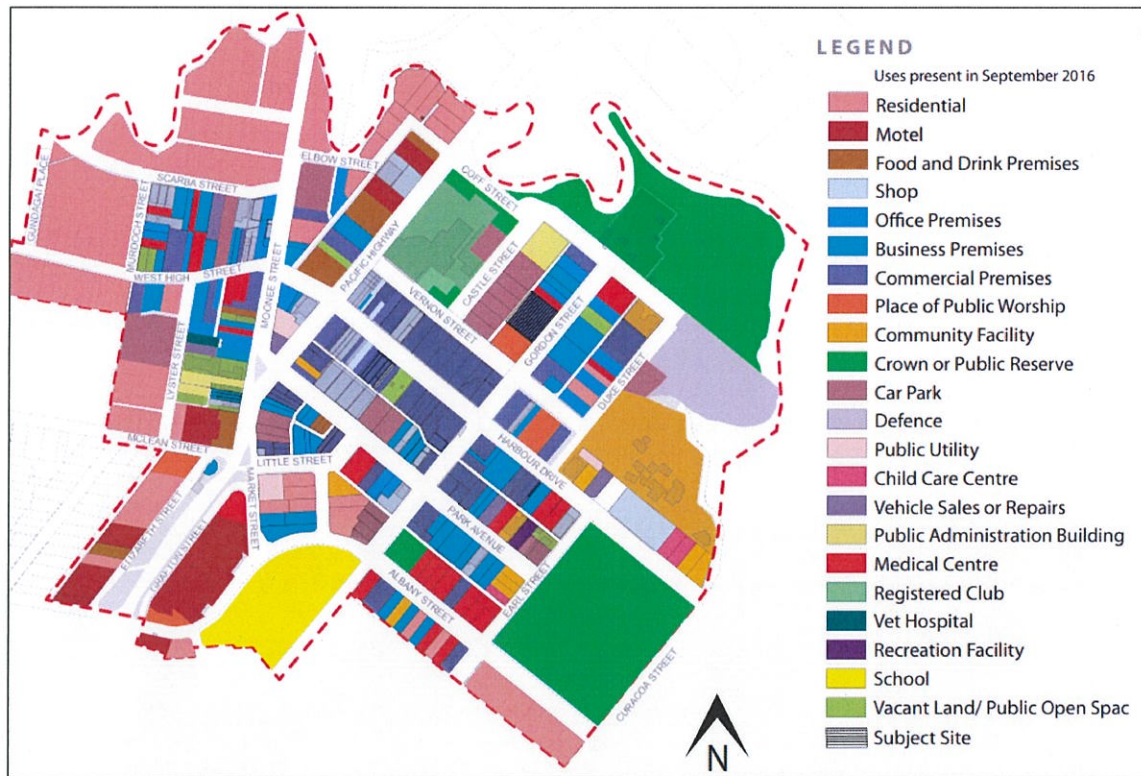 LEGEND
Uses present in September 2016
Residential
Motel
Food and Drink Premises
Shop
Office Premises
Business Premises
Commercial Premises
Place of Public Worship
Community Facility
Crown or Public Reserve
Car Park
Defence
Public Utility
Child Care Centre
Vehicle Sales or Repairs
Public Administration Building
Medical Centre
Registered Club
Vet Hospital
Recreation Facility
School
Vacant Land/ Public Open Spac
Subject Site
N
ELBOW STREET
SCARBA STREET
GUNDAGAI PLACE
MURDOCH STREET
WEST HIGH STREET
MOONEE STREET
PACIFIC HIGHWAY
COFF STREET
CASTLE STREET
VERNON STREET
GORDON STREET
DUKE STREET
LYSTER STREET
MCLEAN STREET
LITTLE STREET
HARBOUR DRIVE
MARKET STREET
ELIZABETH STREET
GRAFTON STREET
PARK AVENUE
ALBANY STREET
EARL STREET
CURACOA STREET